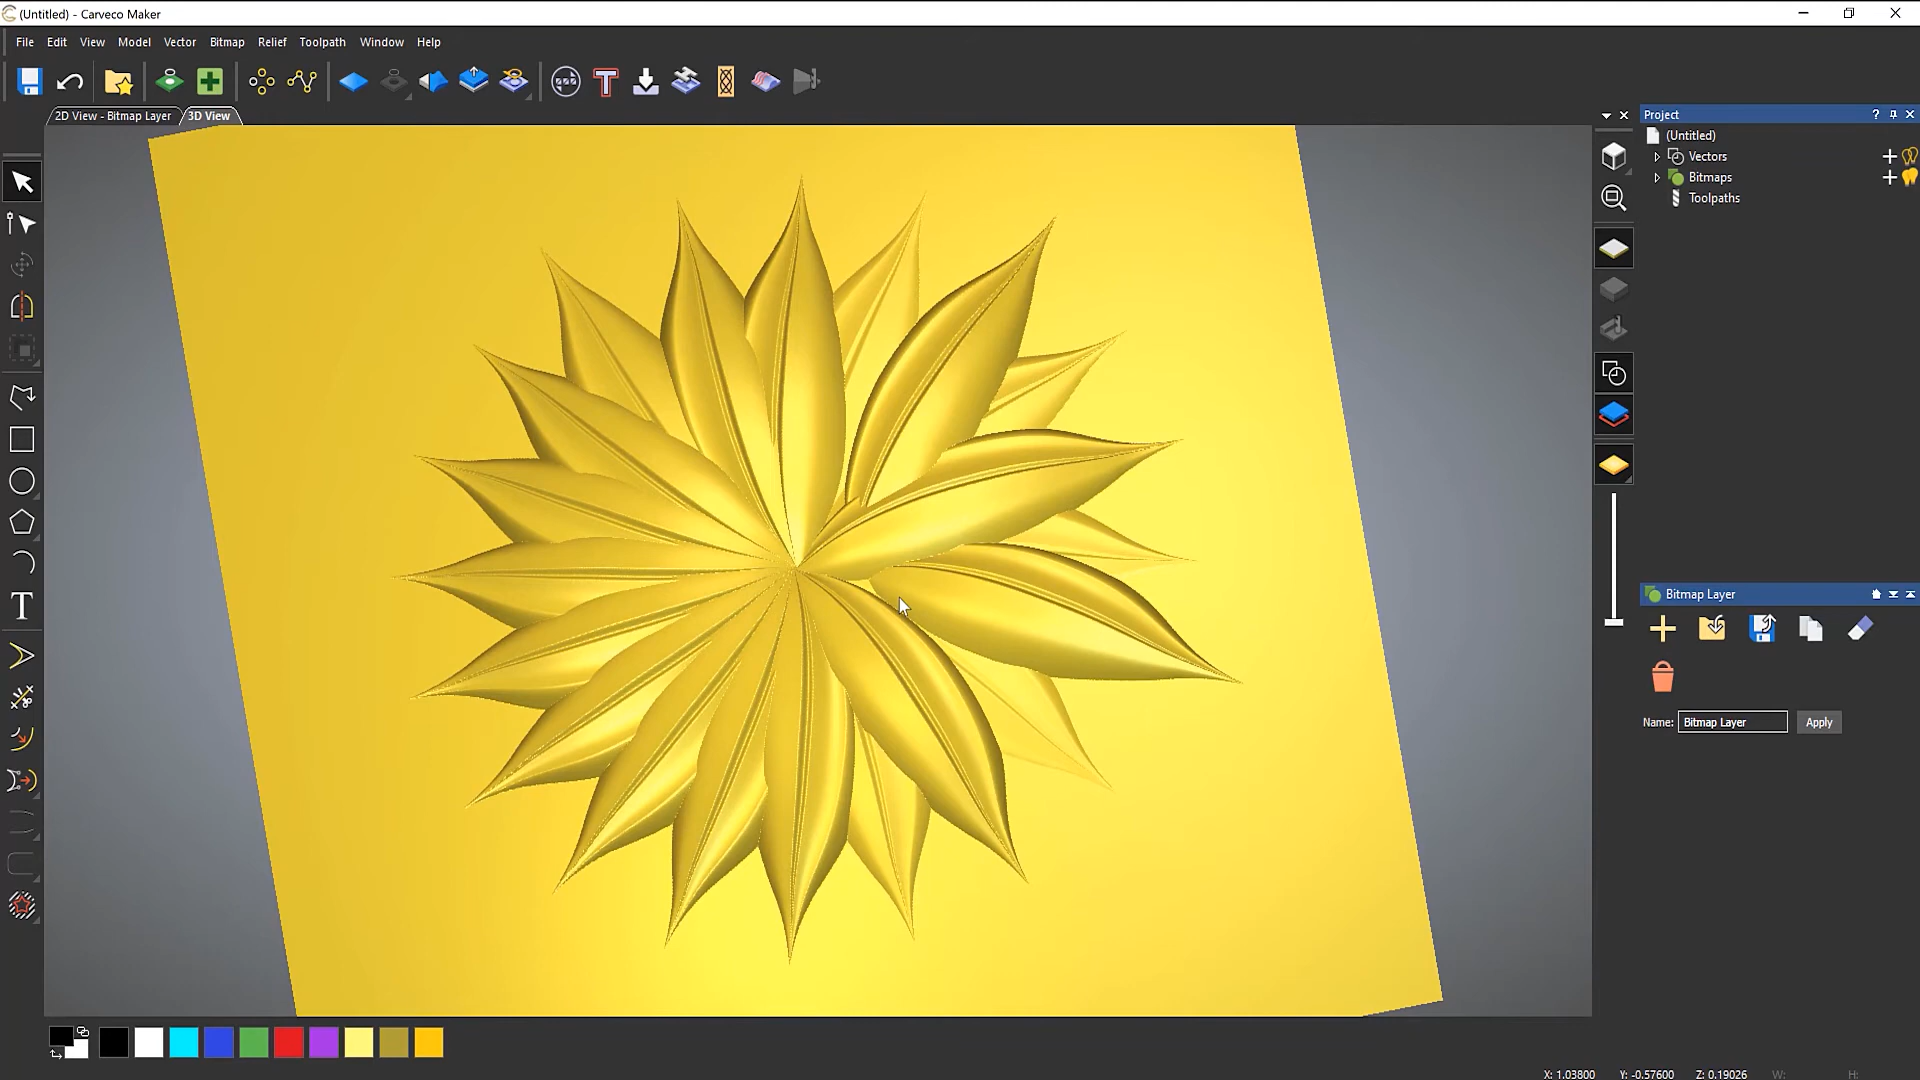 (Untitled) - Carveco Maker
File Edit View Model Vector Bitmap Relief Toolpath Window Help
2D View - Bitmap Layer 3D View
Project
(Untitled)
Vectors
Bitmaps
Toolpaths
Bitmap Layer
Name: Bitmap Layer Apply
X: 1.03800 Y: -0.57600 Z: 0.19026 W: H: